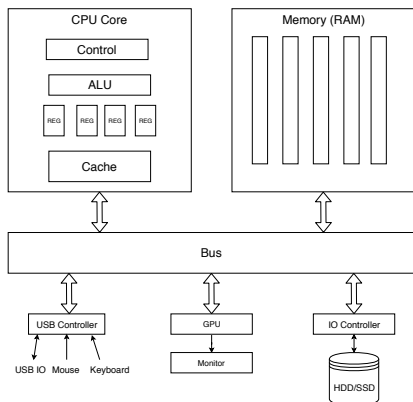 CPU Core
Control
ALU
REG REG REG REG
Cache
Memory (RAM)
Bus
USB Controller
USB IO Mouse Keyboard
GPU
Monitor
IO Controller
HDD/SSD